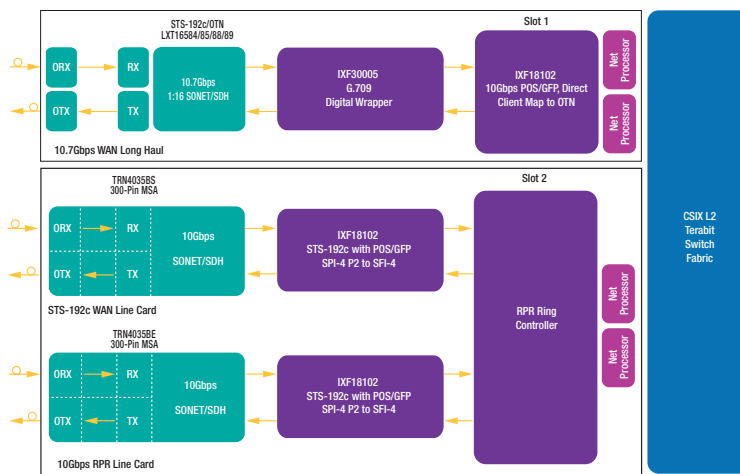 STS-192c/OTN
LXT16584/85/88/89
Slot 1
ORX
RX
OTX
TX
10.7Gbps
1:16 SONET/SDH
IXF30005
G.709
Digital Wrapper
IXF18102
10Gbps POS/GFP, Direct
Client Map to OTN
Net
Processor
Net
Processor
10.7Gbps WAN Long Haul
TRN4035BS
300-Pin MSA
Slot 2
ORX
RX
OTX
TX
10Gbps
SONET/SDH
IXF18102
STS-192c with POS/GFP
SPI-4 P2 to SFI-4
STS-192c WAN Line Card
TRN4035BE
300-Pin MSA
ORX
RX
OTX
TX
10Gbps
SONET/SDH
IXF18102
STS-192c with POS/GFP
SPI-4 P2 to SFI-4
10Gbps RPR Line Card
RPR Ring
Controller
Net
Processor
Net
Processor
CSIX L2
Terabit
Switch
Fabric